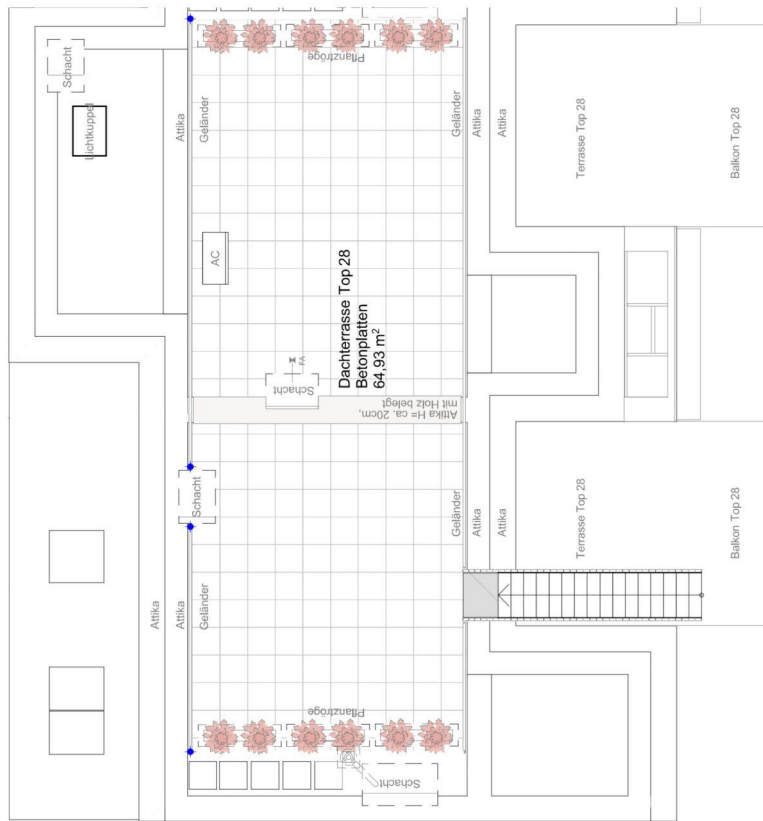 Pflanztröge
Schacht
Lichtkuppel
Attika
Geländer
Geländer
Attika
Attika
Terrasse Top 28
Balkon Top 28
AC
Dachterrasse Top 28
Betonplatten
64,93 m²
FA
Schacht
Attika H= ca. 20cm,
mit Holz belegt
Schacht
Geländer
Attika
Attika
Terrasse Top 28
Balkon Top 28
Attika
Attika
Geländer
Pflanztröge
Schacht